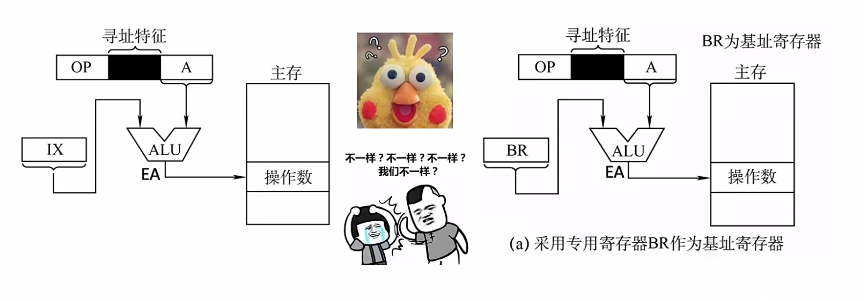 寻址特征
OP
A
主存
IX
ALU
EA
操作数
? ? ?
?
不一样？不一样？不一样？
我们不一样？
寻址特征
BR为基址寄存器
OP
A
主存
BR
ALU
EA
操作数
(a) 采用专用寄存器BR作为基址寄存器